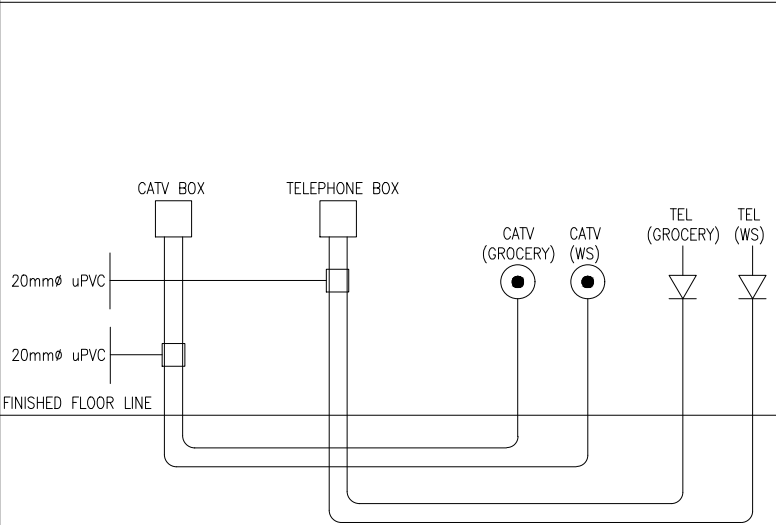 CATV BOX
TELEPHONE BOX
CATV
(GROCERY)
CATV
(WS)
TEL
(GROCERY)
TEL
(WS)
20mmø uPVC
20mmø uPVC
FINISHED FLOOR LINE